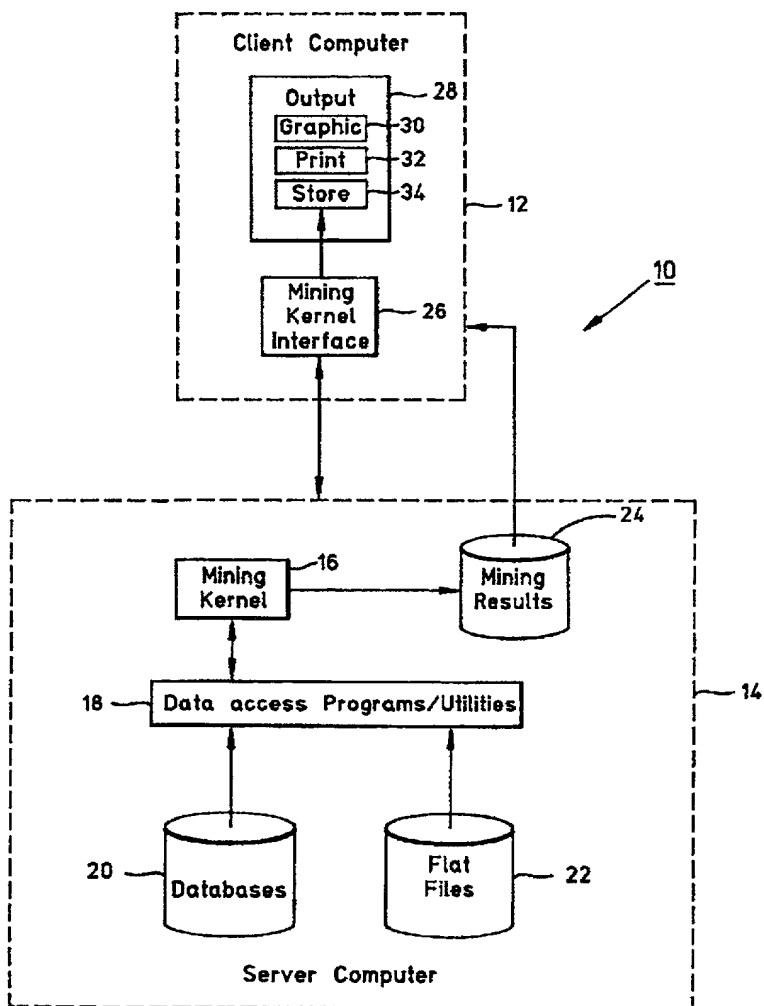 Client Computer
Output
28
Graphic
30
Print
32
Store
34
12
Mining
Kernel
Interface
26
10
24
Mining
Kernel
16
Mining
Results
18
Data access Programs/Utilities
14
20
Databases
Flat
Files
22
Server Computer